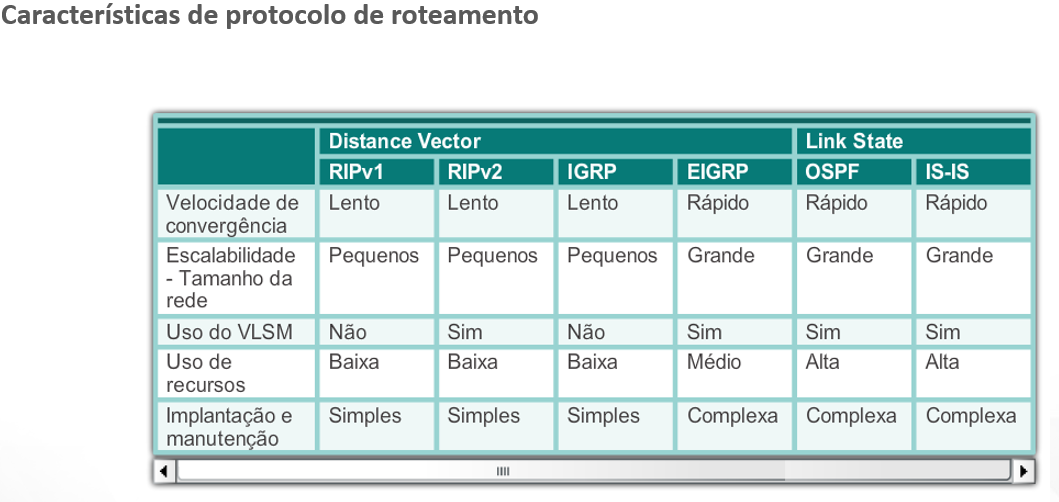 Características de protocolo de roteamento
Distance Vector Link State
RIPv1 RIPv2 IGRP EIGRP OSPF IS-IS
Velocidade de Lento Lento Lento Rápido Rápido Rápido
convergência
Escalabilidade Pequenos Pequenos Pequenos Grande Grande Grande
- Tamanho da
rede
Uso do VLSM Não Sim Não Sim Sim Sim
Uso de Baixa Baixa Baixa Médio Alta Alta
recursos
Implantação e Simples Simples Simples Complexa Complexa Complexa
manutenção